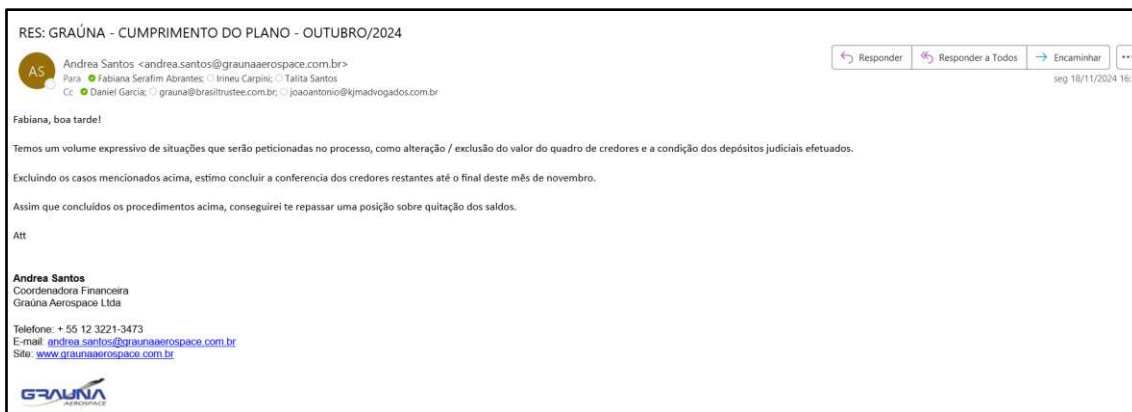 RES: GRAÚNA - CUMPRIMENTO DO PLANO - OUTUBRO/2024
AS
Andrea Santos <andrea.santos@graunaaerospace.com.br>
Para Fabiana Serafim Abrantes; Irineu Carpini; Talita Santos
Cc Daniel Garcia; grauna@brasiltrustee.com.br; joaoantonio@kjmadvogados.com.br
Responder
Responder a Todos
Encaminhar
seg 18/11/2024 16:
Fabiana, boa tarde!
Temos um volume expressivo de situações que serão peticionadas no processo, como alteração / exclusão do valor do quadro de credores e a condição dos depósitos judiciais efetuados.
Excluindo os casos mencionados acima, estimo concluir a conferencia dos credores restantes até o final deste mês de novembro.
Assim que concluídos os procedimentos acima, conseguirei te repassar uma posição sobre quitação dos saldos.
Att
Andrea Santos
Coordenadora Financeira
Graúna Aerospace Ltda
Telefone: + 55 12 3221-3473
E-mail: andrea.santos@graunaaerospace.com.br
Site: www.graunaaerospace.com.br
GRAUNA
AEROSPACE